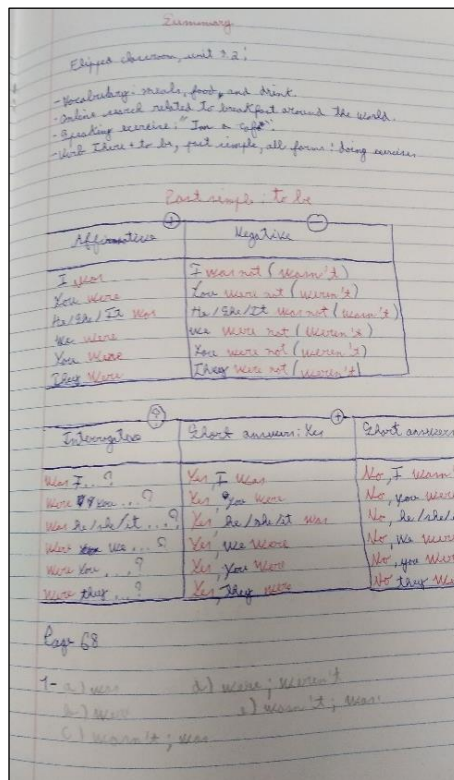 Summary
Flipped classroom, unit 9.2;
- Vocabulary: meals, food, and drink.
- Online search related to breakfast around the world.
- Speaking exercise: "In a café".
- Verb There + to be, past simple, all forms: doing exercises
Past simple: to be
+ −
Affirmative Negative
I was I was not (wasn't)
You were You were not (weren't)
He/She/It was He/She/It was not (wasn't)
We were We were not (weren't)
You were You were not (weren't)
They were They were not (weren't)
? +
Interrogative Short answers: Yes Short answers
Was I...? Yes, I was No, I wasn't
Were you...? Yes, you were No, you were
Was he/she/it...? Yes, he/she/it was No, he/she/
Were we...? Yes, we were No, we were
Were you...? Yes, you were No, you were
Were they...? Yes, they were No they we
Page 68
1- a) was d) were; weren't
b) were e) wasn't; was
c) wasn't; was